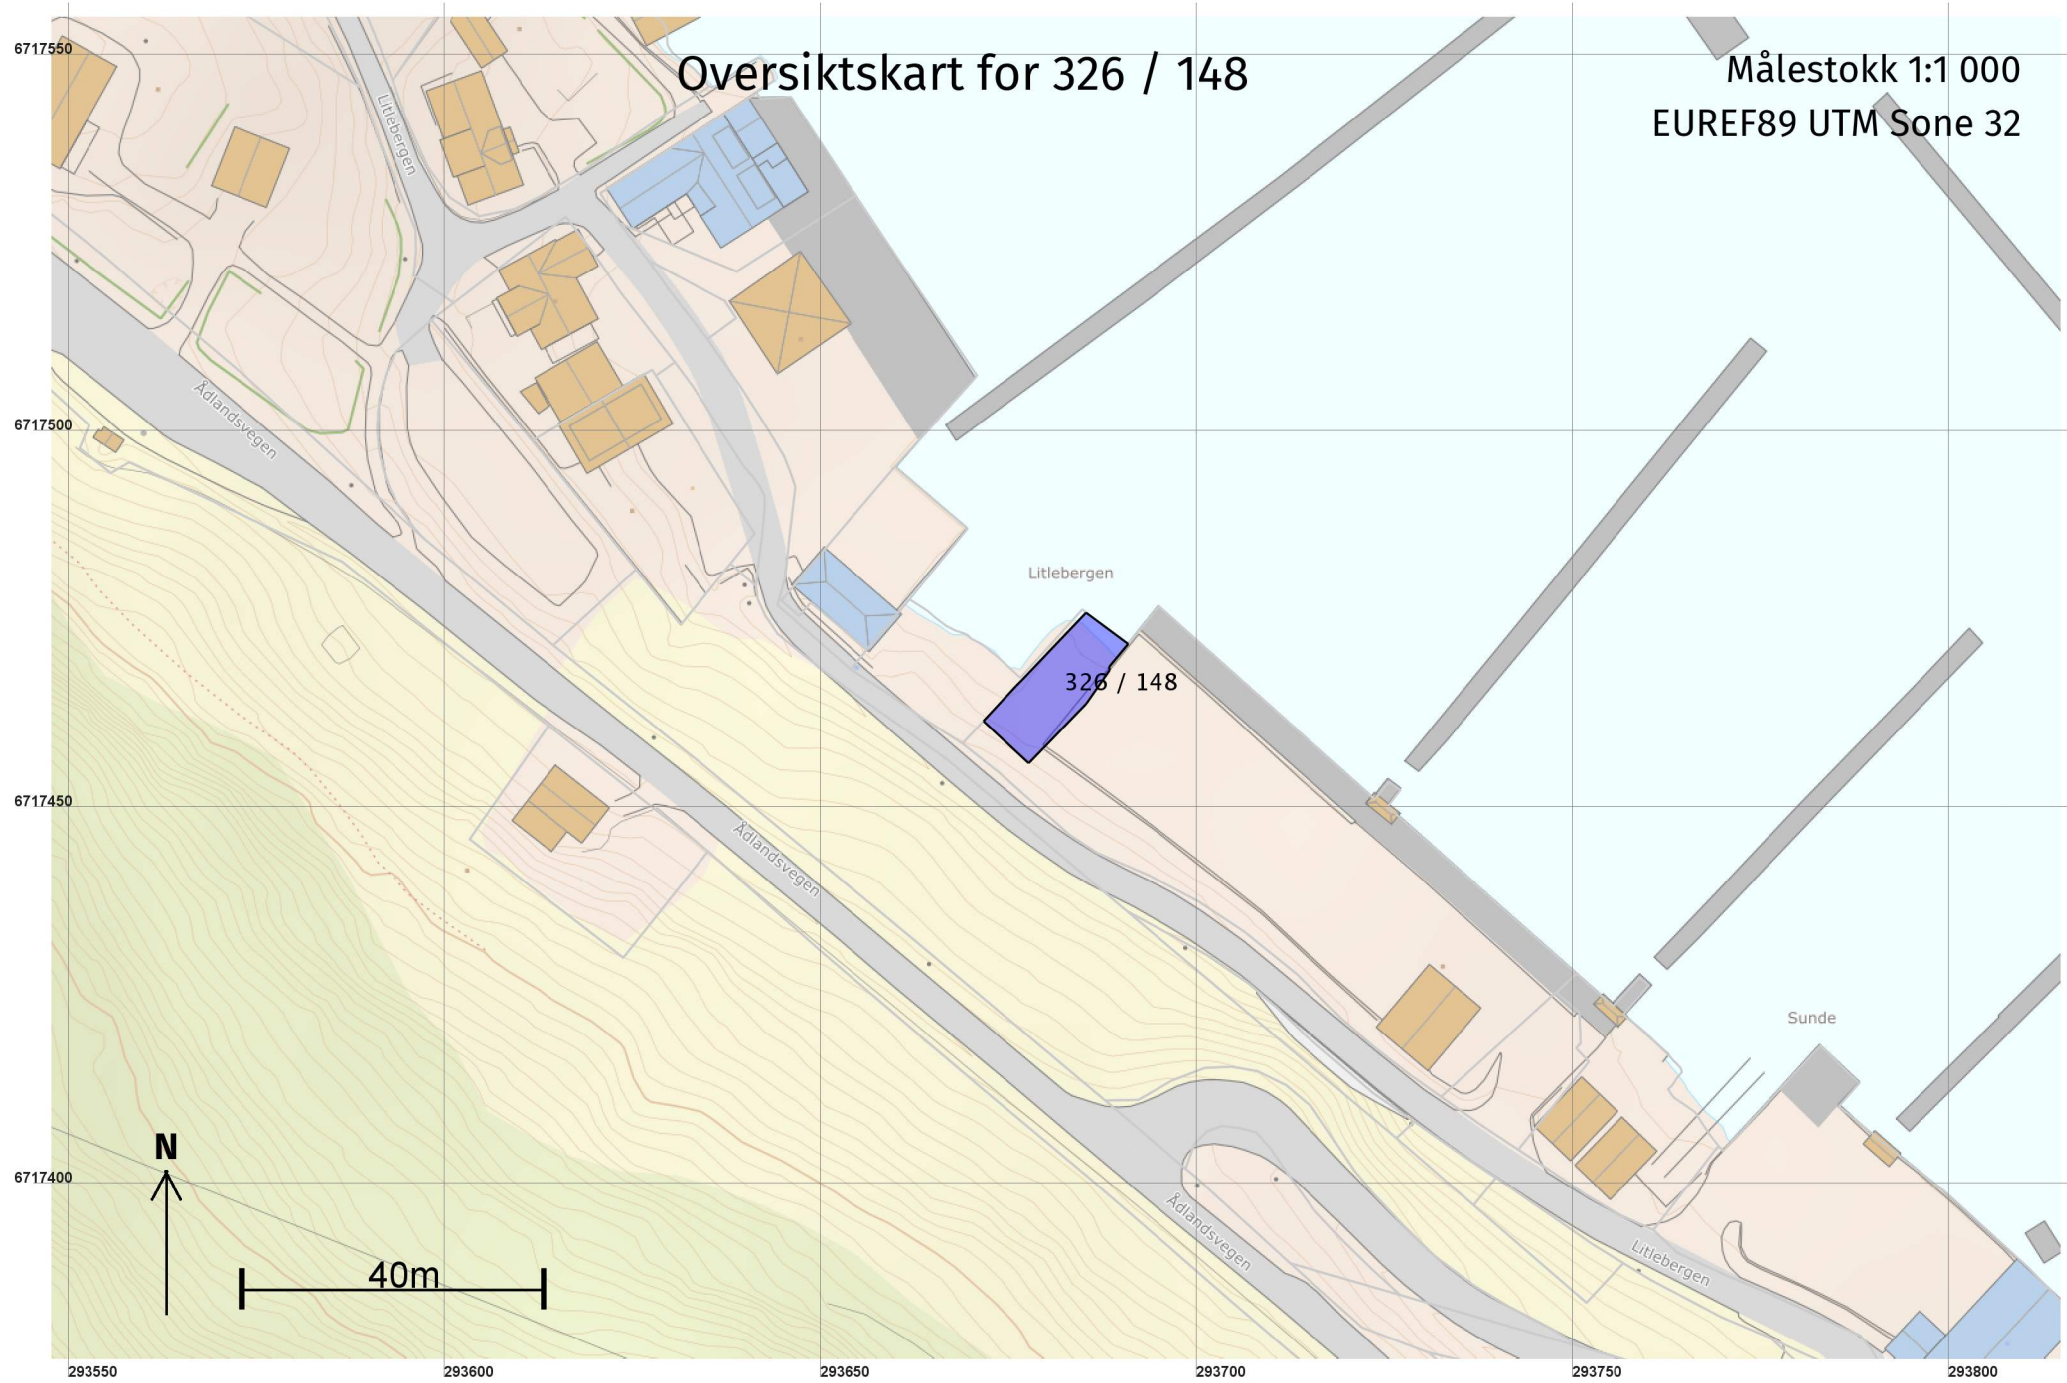 6717550
Oversiktskart for 326 / 148
Målestokk 1:1 000
EUREF89 UTM Sone 32
Litlebergen
Ådlandsvegen
6717500
Litlebergen
326 / 148
6717450
Ådlandsvegen
Sunde
N
6717400
Ådlandsvegen
Litlebergen
40m
293550
293600
293650
293700
293750
293800